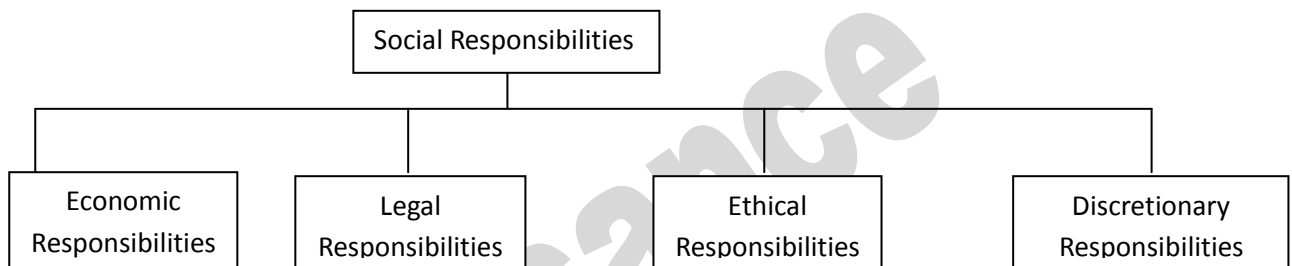 Social Responsibilities
Economic
Responsibilities
Legal
Responsibilities
Ethical
Responsibilities
Discretionary
Responsibilities